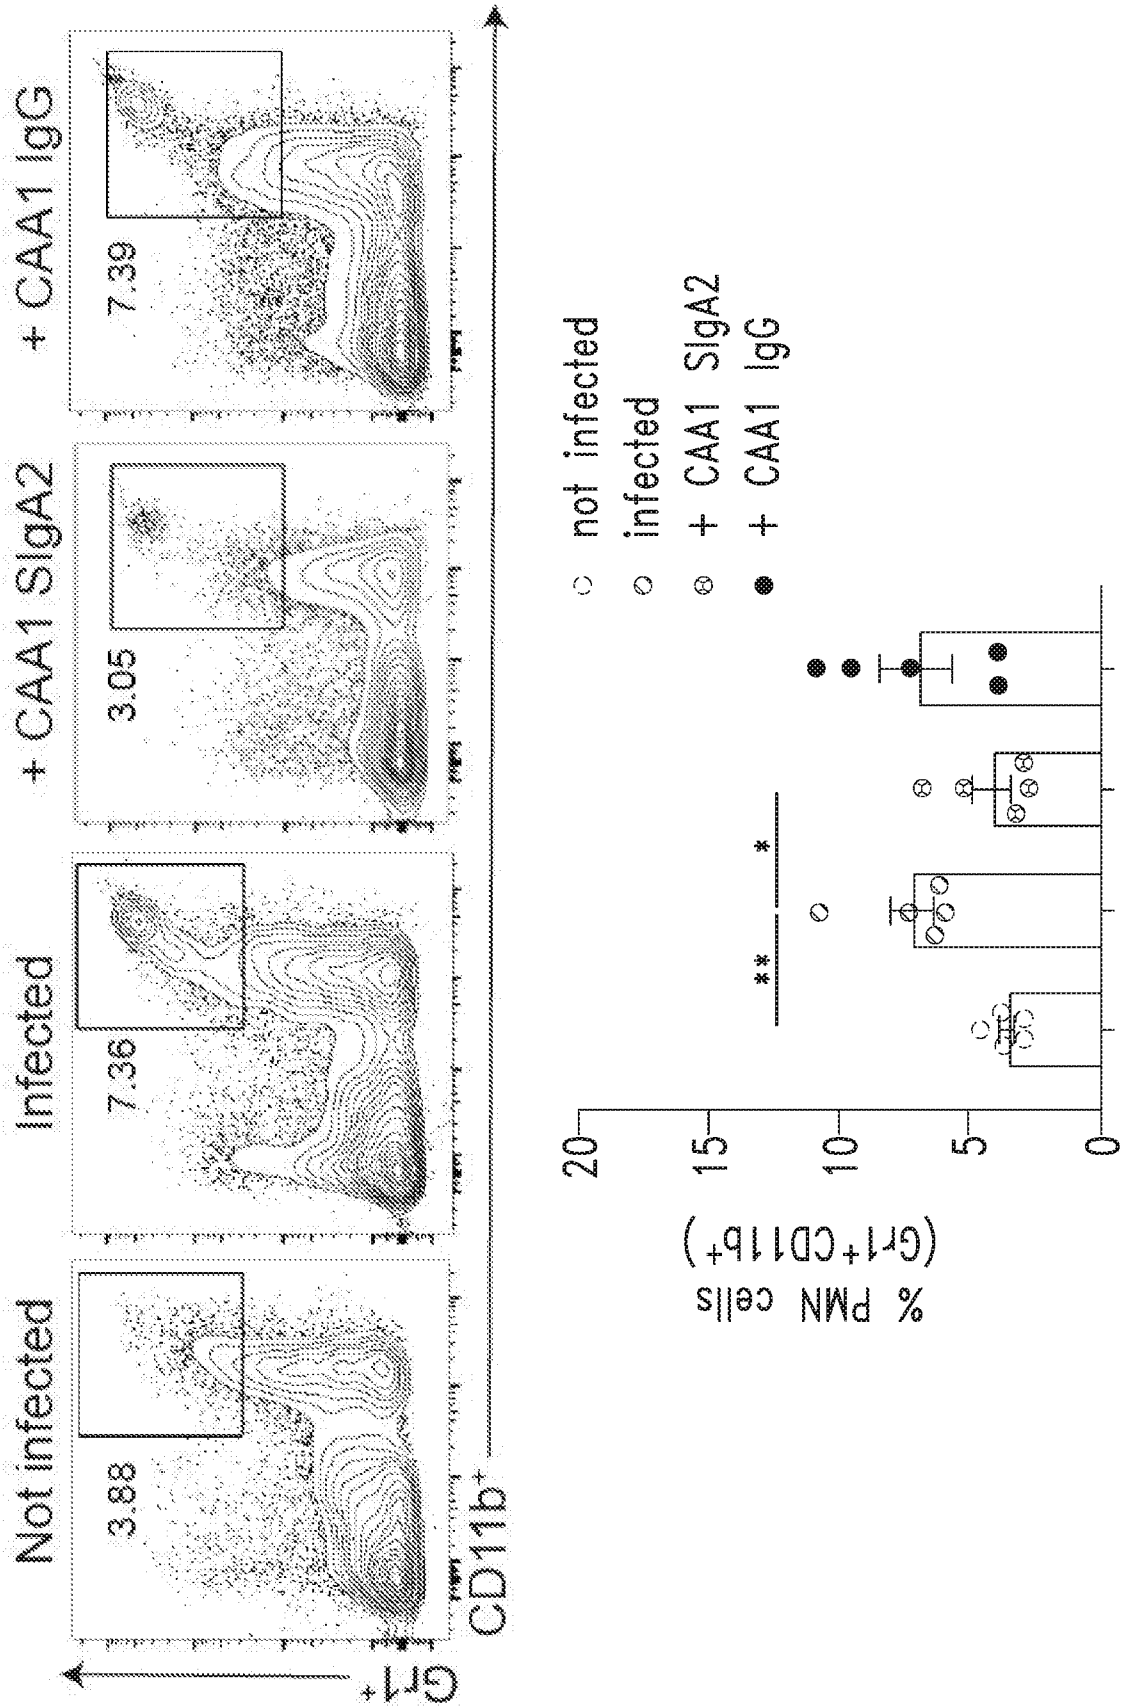 Not infected
Infected
+ CAA1 SIgA2
+ CAA1 IgG
3.88
7.36
3.05
7.39
Gr1⁺
CD11b⁺
% PMN cells
(Gr1⁺CD11b⁺)
20
15
10
5
0
**
*
not infected
infected
+ CAA1 SIgA2
+ CAA1 IgG